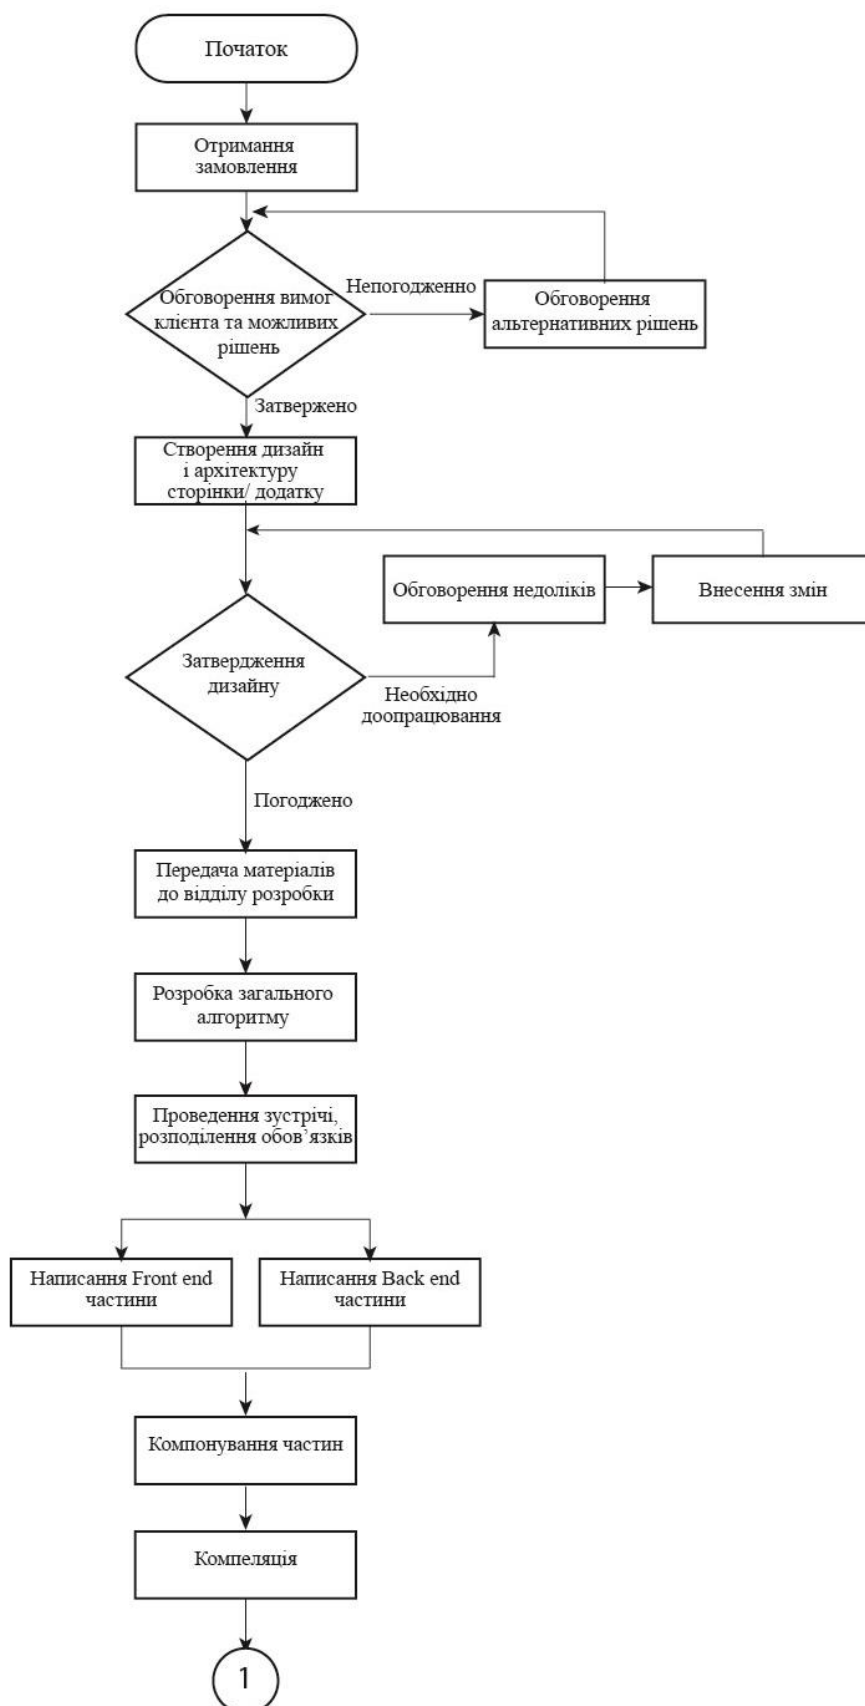 Початок
Отримання
замовлення
Обговорення вимог
клієнта та можливих
рішень
Непогодженно
Обговорення
альтернативних рішень
Затвержено
Створення дизайн
і архітектуру
сторінки/ додатку
Обговорення недоліків
Внесення змін
Затвердження
дизайну
Необхідно
доопрацювання
Погоджено
Передача матеріалів
до відділу розробки
Розробка загального
алгоритму
Проведення зустрічі,
розподілення обов’язків
Написання Front end
частини
Написання Back end
частини
Компонування частин
Компеляція
1